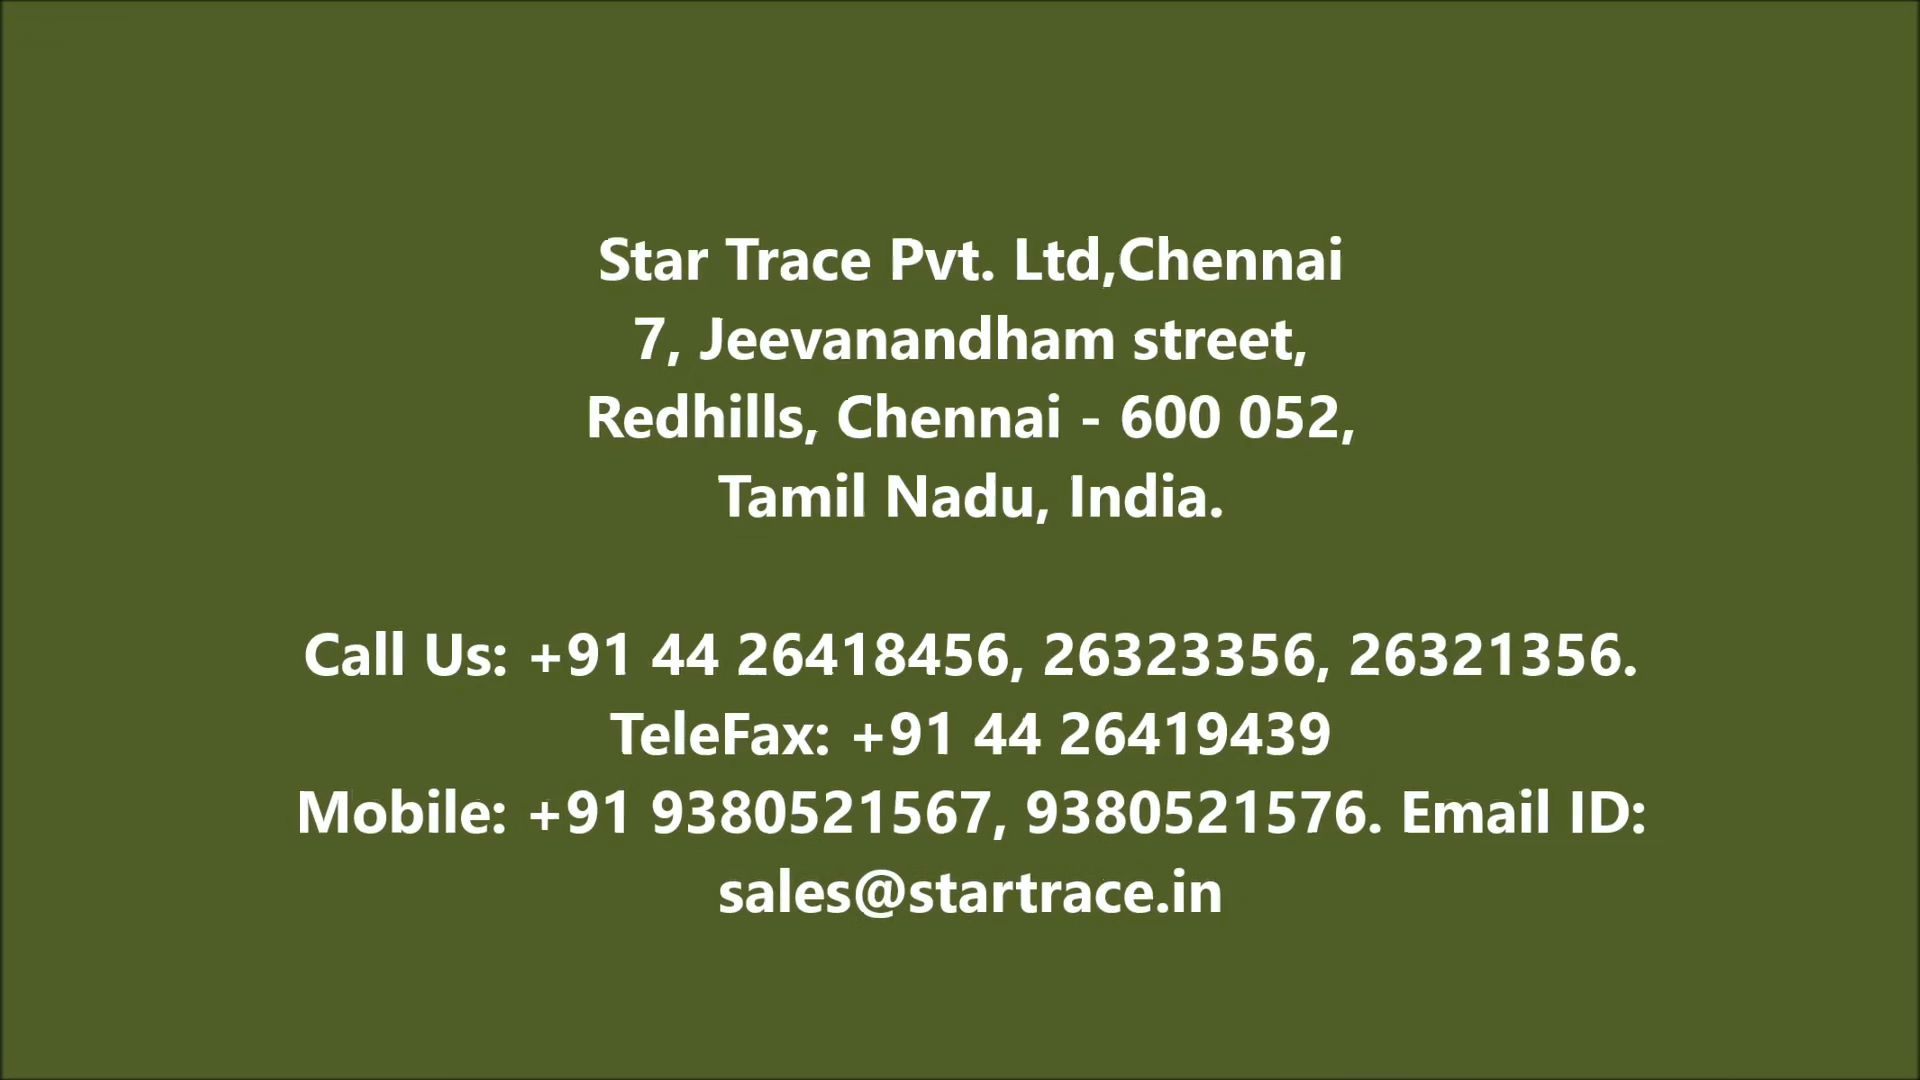 Star Trace Pvt. Ltd,Chennai
7, Jeevanandham street,
Redhills, Chennai - 600 052,
Tamil Nadu, India.
Call Us: +91 44 26418456, 26323356, 26321356.
TeleFax: +91 44 26419439
Mobile: +91 9380521567, 9380521576. Email ID:
sales@startrace.in